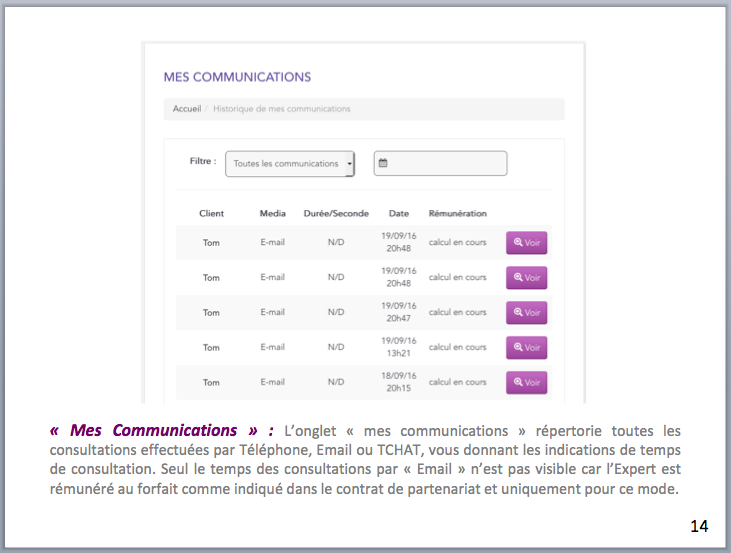 MES COMMUNICATIONS
Accueil / Historique de mes communications
Filtre : Toutes les communications
Client Media Durée/Seconde Date Rémunération
Tom E-mail N/D 19/09/16 20h48 calcul en cours Voir
Tom E-mail N/D 19/09/16 20h48 calcul en cours Voir
Tom E-mail N/D 19/09/16 20h47 calcul en cours Voir
Tom E-mail N/D 19/09/16 13h21 calcul en cours Voir
Tom E-mail N/D 18/09/16 20h15 calcul en cours Voir
« Mes Communications » : L’onglet « mes communications » répertorie toutes les
consultations effectuées par Téléphone, Email ou TCHAT, vous donnant les indications de temps
de consultation. Seul le temps des consultations par « Email » n’est pas visible car l’Expert est
rémunéré au forfait comme indiqué dans le contrat de partenariat et uniquement pour ce mode.
14